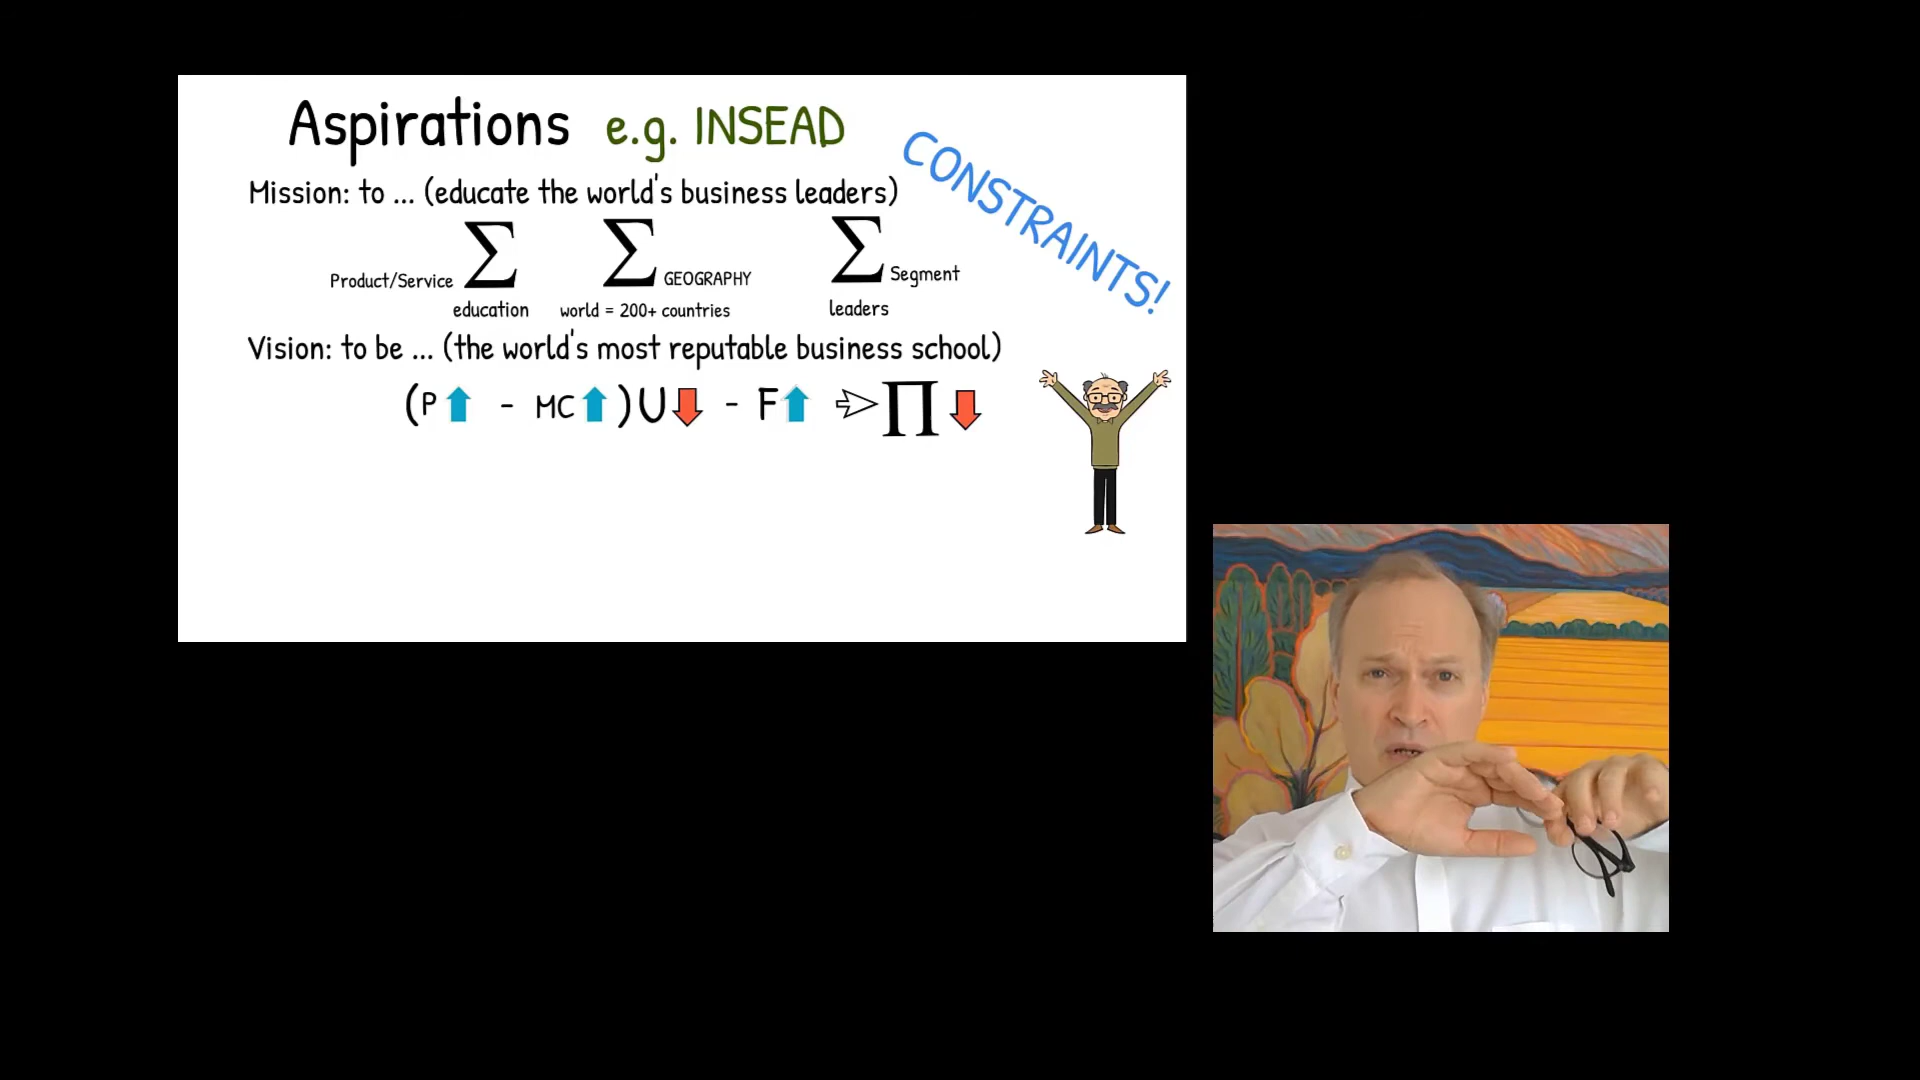 Aspirations e.g. INSEAD
CONSTRAINTS!
Mission: to ... (educate the world's business leaders)
Product/Service ∑ ∑ GEOGRAPHY ∑ Segment
education world = 200+ countries leaders
Vision: to be ... (the world's most reputable business school)
(P⬆ - MC⬆)U⬇ - F⬆ ⇨∏⬇